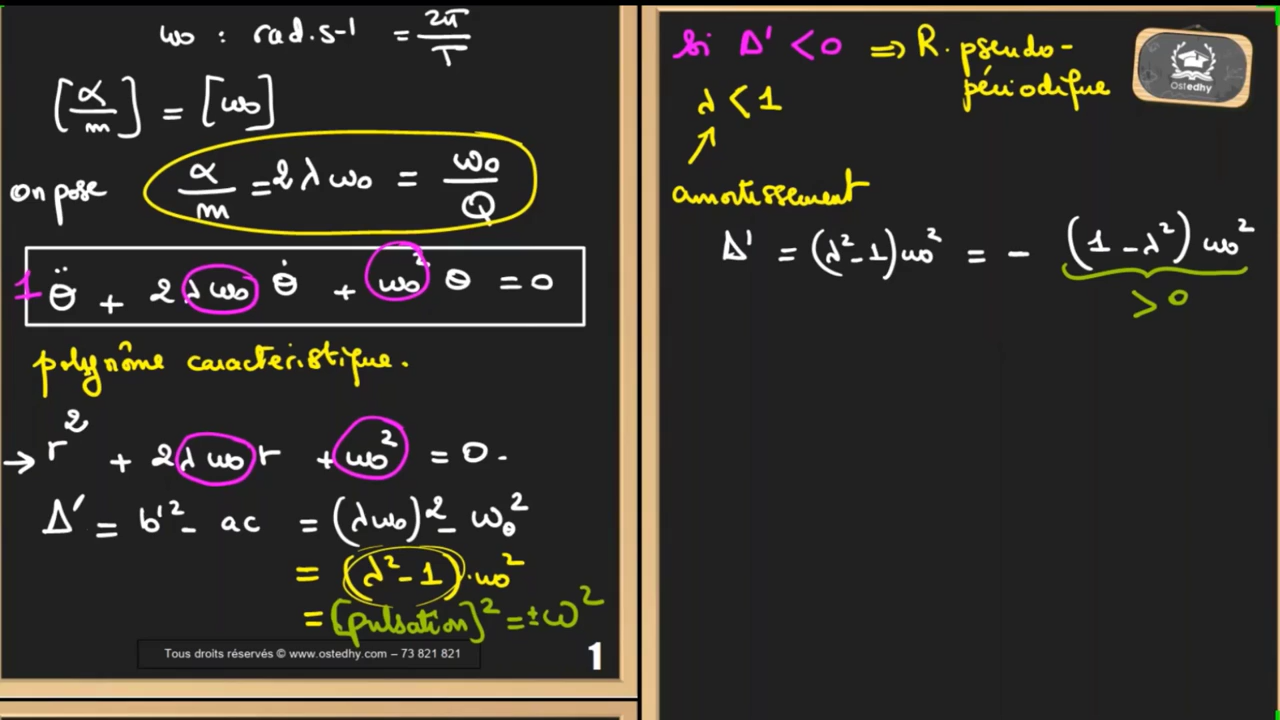 ω0 : rad.s-1 = 2π/T
[α/m] = [ω0]
on pose α/m = 2λω0 = ω0/Q
1 θ̈ + 2λω0 θ̇ + ω0² θ = 0
polynôme caractéristique.
→ r² + 2λω0 r + ω0² = 0.
Δ' = b'² - ac = (λω0)² - ω0²
= (λ² - 1).ω0²
= [pulsation]² = ±ω²
Tous droits réservés © www.ostedhy.com – 73 821 821
1
Si Δ' < 0 ⇒ R. pseudo-
périodique
λ < 1
amortissement
Δ' = (λ² - 1)ω0² = - (1 - λ²) ω0²
> 0
Ostedhy